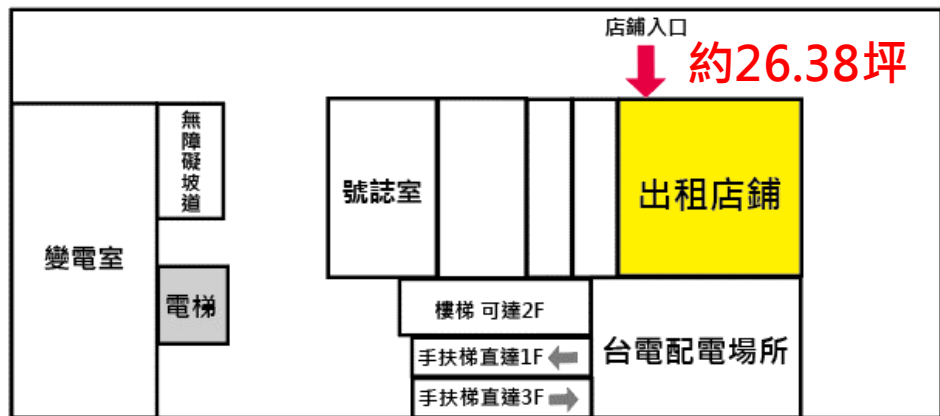 店鋪入口
約26.38坪
無障礙坡道
號誌室
出租店鋪
變電室
電梯
樓梯 可達2F
台電配電場所
手扶梯直達1F
手扶梯直達3F